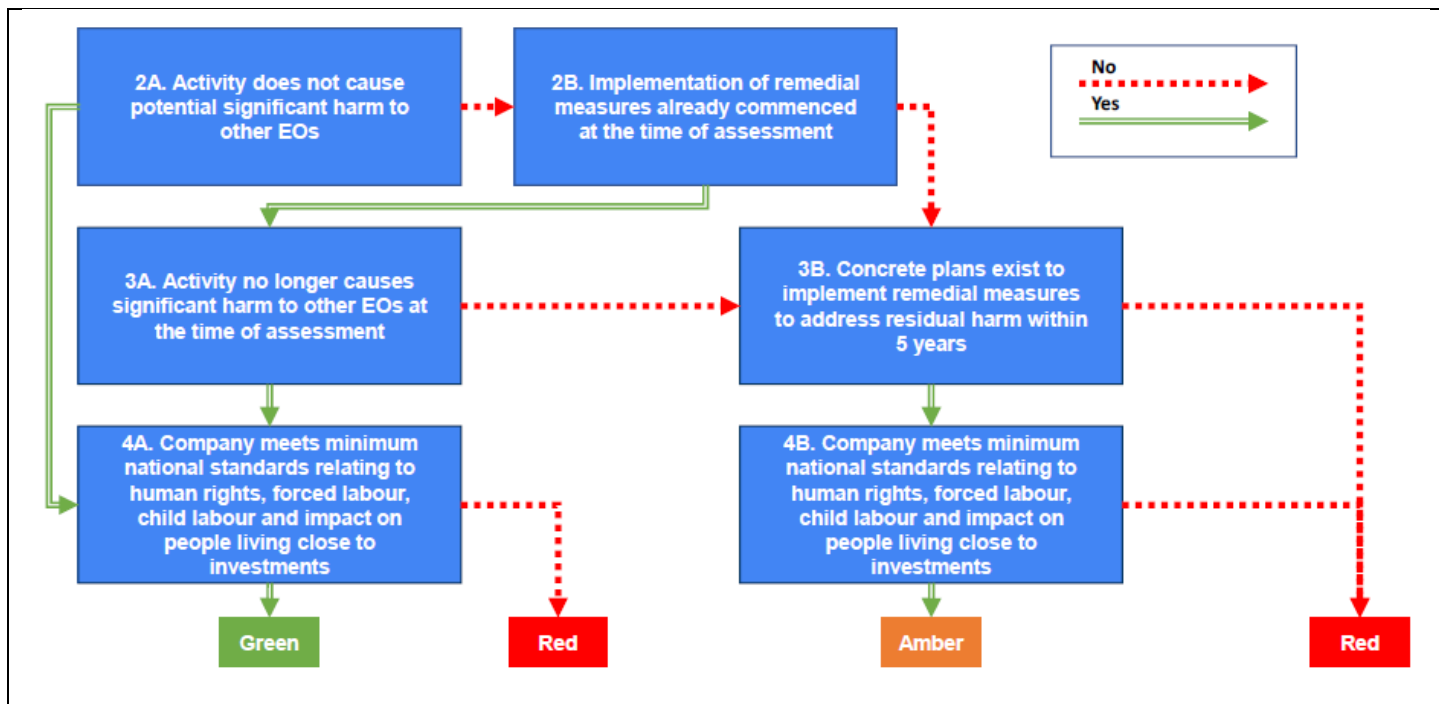 2A. Activity does not cause
potential significant harm to
other EOs
2B. Implementation of remedial
measures already commenced
at the time of assessment
No
Yes
3A. Activity no longer causes
significant harm to other EOs at
the time of assessment
3B. Concrete plans exist to
implement remedial measures
to address residual harm within
5 years
4A. Company meets minimum
national standards relating to
human rights, forced labour,
child labour and impact on
people living close to
investments
4B. Company meets minimum
national standards relating to
human rights, forced labour,
child labour and impact on
people living close to
investments
Green
Red
Amber
Red